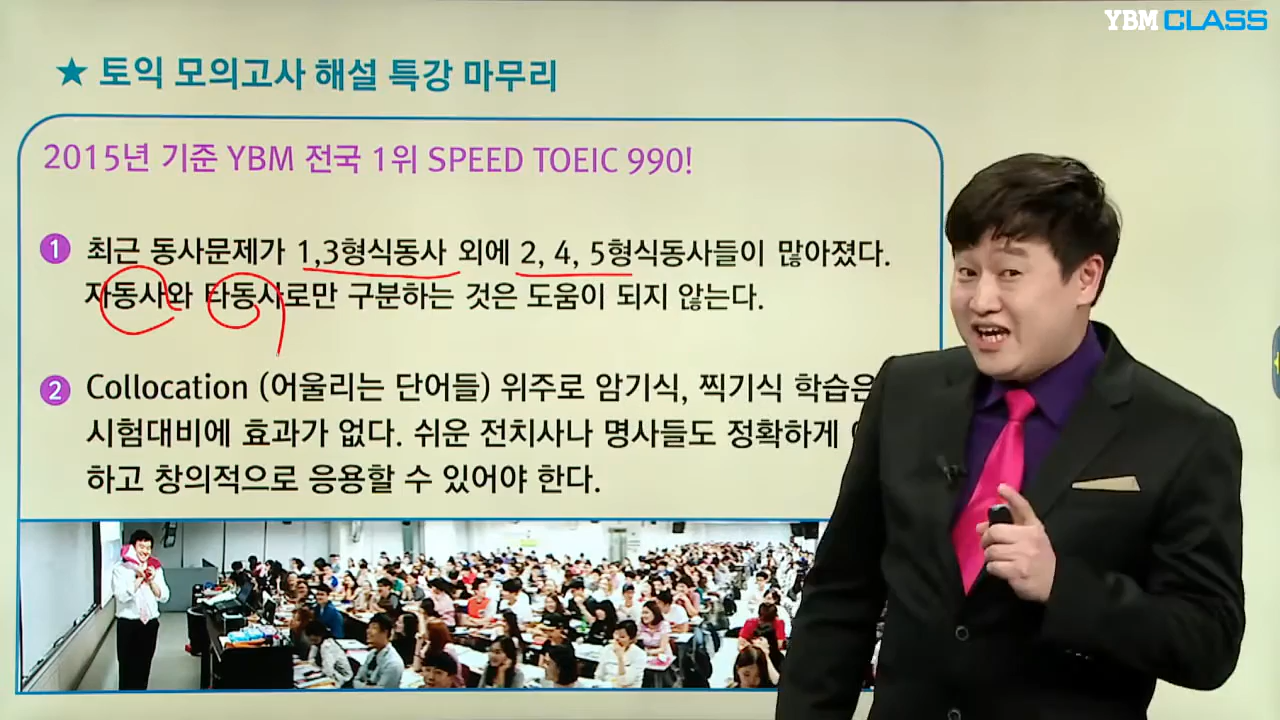 YBM CLASS
★ 토익 모의고사 해설 특강 마무리
2015년 기준 YBM 전국 1위 SPEED TOEIC 990!
1 최근 동사문제가 1,3형식동사 외에 2, 4, 5형식동사들이 많아졌다.
자동사와 타동사로만 구분하는 것은 도움이 되지 않는다.
2 Collocation (어울리는 단어들) 위주로 암기식, 찍기식 학습은
시험대비에 효과가 없다. 쉬운 전치사나 명사들도 정확하게
하고 창의적으로 응용할 수 있어야 한다.